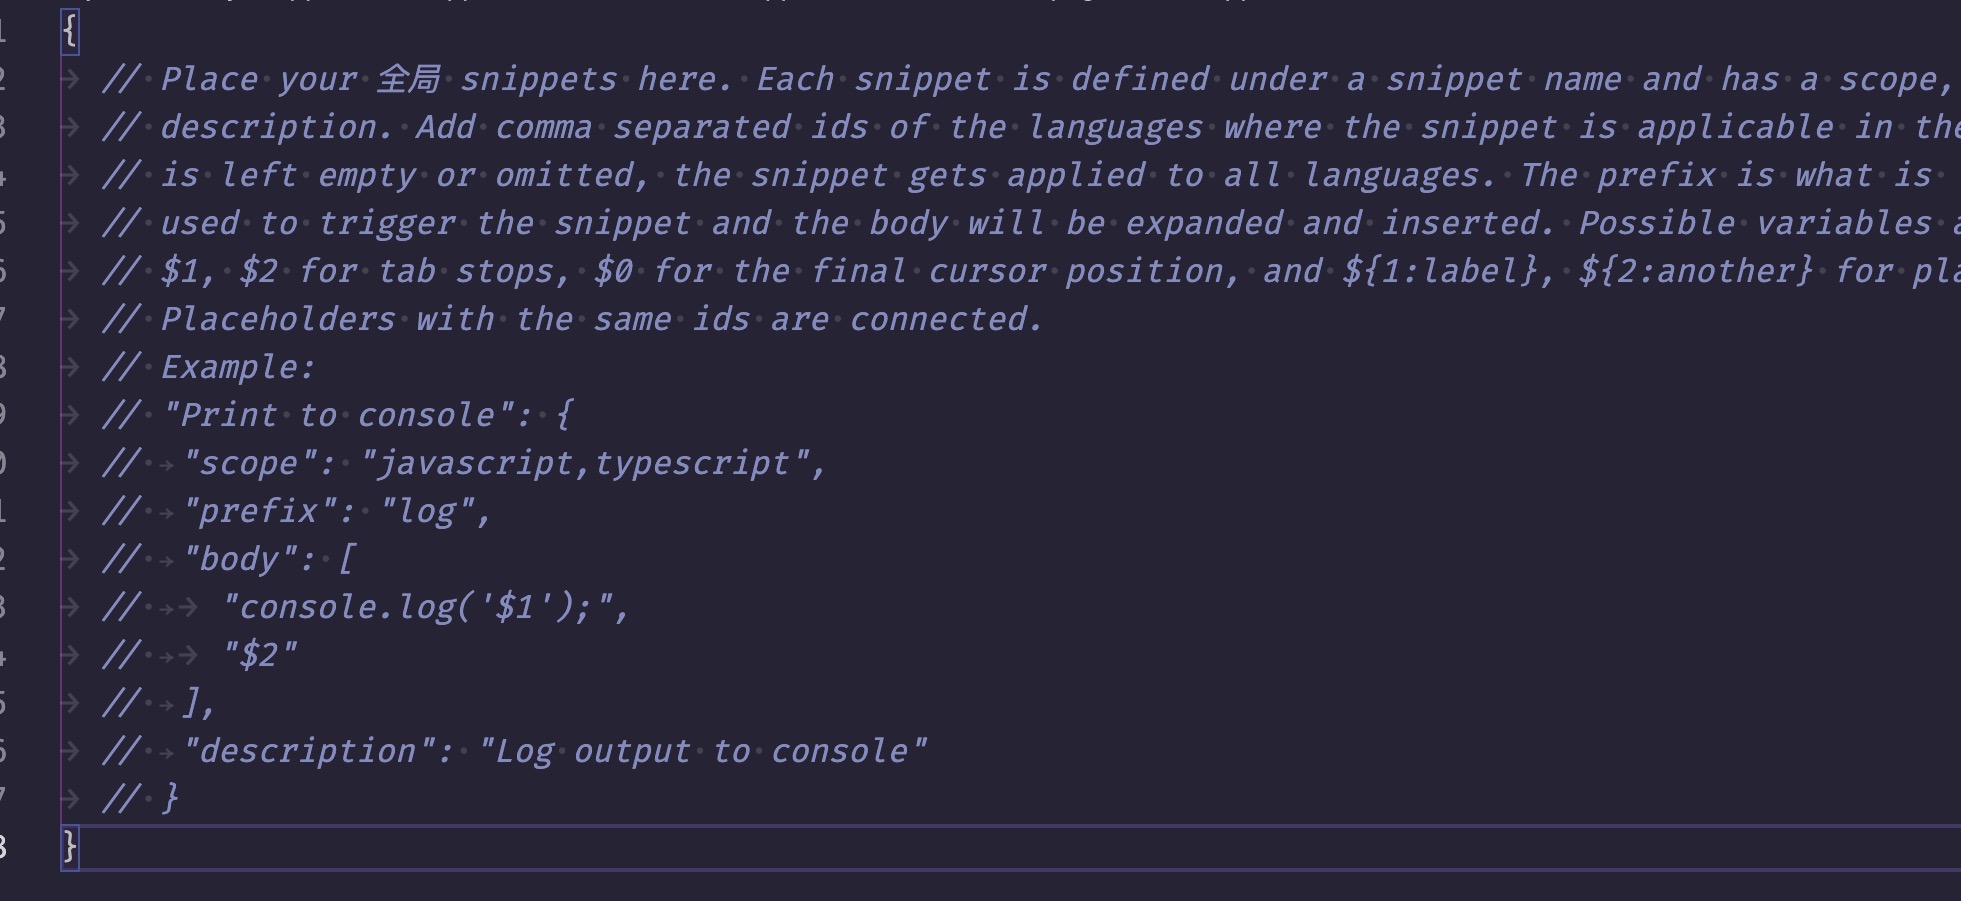 {
// Place your 全局 snippets here. Each snippet is defined under a snippet name and has a scope,
// description. Add comma separated ids of the languages where the snippet is applicable in the
// is left empty or omitted, the snippet gets applied to all languages. The prefix is what is
// used to trigger the snippet and the body will be expanded and inserted. Possible variables
// $1, $2 for tab stops, $0 for the final cursor position, and ${1:label}, ${2:another} for
// Placeholders with the same ids are connected.
// Example:
// "Print to console": {
// "scope": "javascript,typescript",
// "prefix": "log",
// "body": [
// "console.log('$1');",
// "$2"
// ],
// "description": "Log output to console"
// }
}